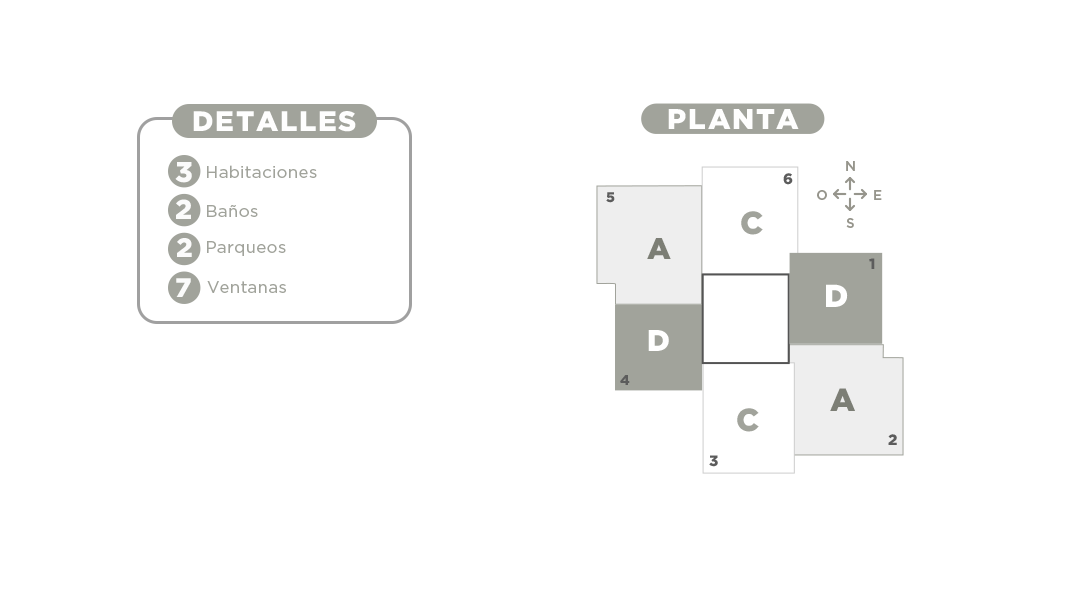 DETALLES
3 Habitaciones
2 Baños
2 Parqueos
7 Ventanas
PLANTA
N
O E
S
6
C
5
A
1
D
D
4
A
2
C
3